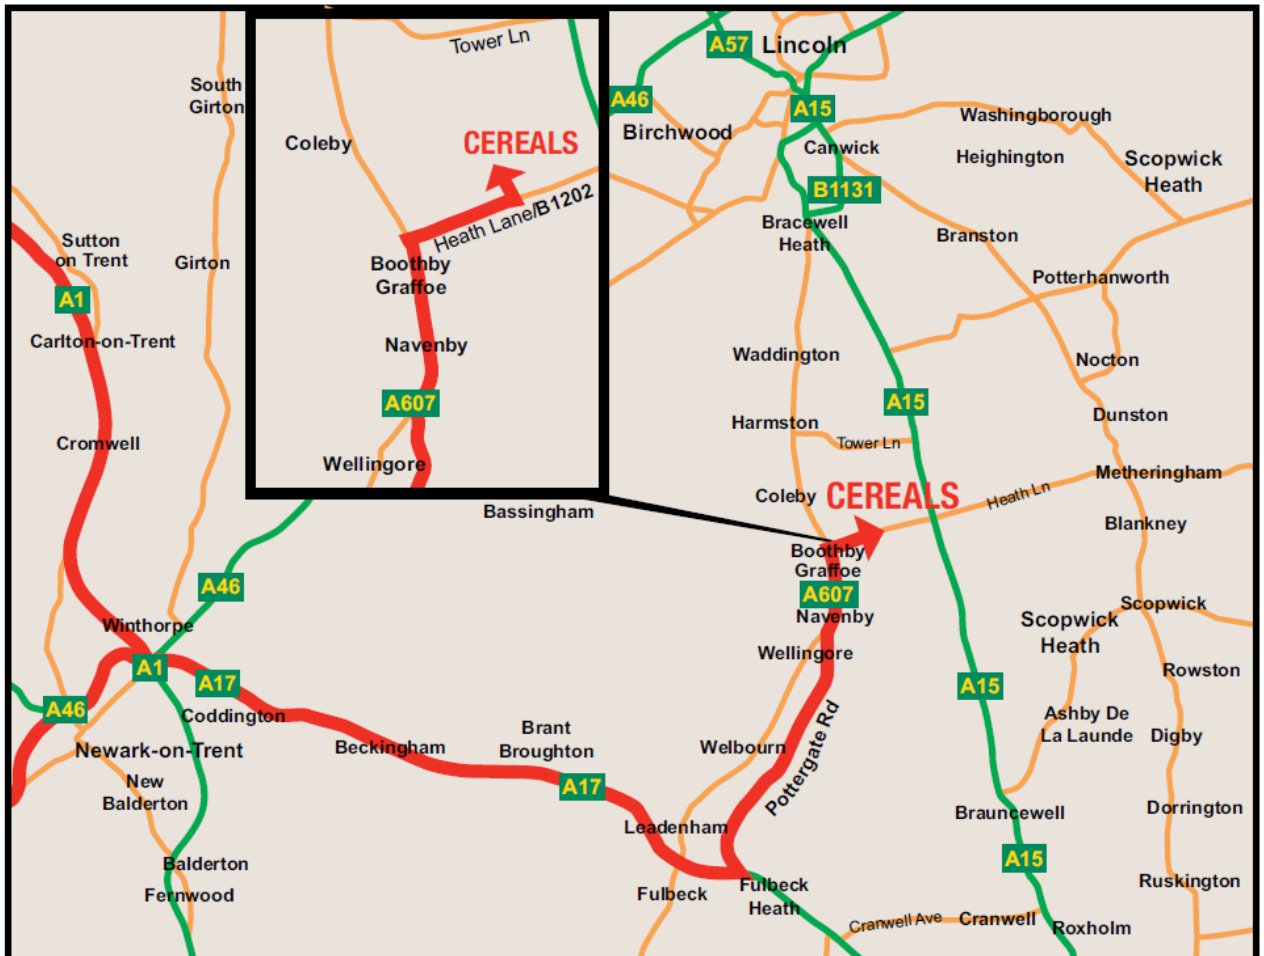 Tower Ln
Coleby
CEREALS
Heath Lane/B1202
Boothby
Graffoe
Navenby
A607
Wellingore
South
Girton
Sutton
on Trent
Girton
A1
Carlton-on-Trent
Cromwell
A46
Winthorpe
A1
A17
A46
Coddington
Newark-on-Trent
New
Balderton
Balderton
Fernwood
Beckingham
Brant
Broughton
A17
Bassingham
Leadenham
Fulbeck
Fulbeck
Heath
Welbourn
Pottergate Rd
Wellingore
Navenby
A607
Boothby
Graffoe
Coleby
CEREALS
Heath Ln
Harmston
Tower Ln
Waddington
A15
A57
Lincoln
A46
A15
Birchwood
Canwick
B1131
Bracewell
Heath
Washingborough
Heighington
Scopwick
Heath
Branston
Potterhanworth
Nocton
Dunston
Metheringham
Blankney
Scopwick
Scopwick
Heath
Rowston
A15
Ashby De
La Launde
Digby
Brauncewell
Dorrington
A15
Ruskington
Cranwell Ave
Cranwell
Roxholm